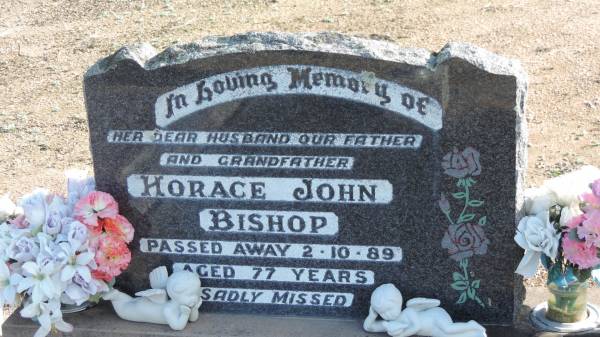 In Loving Memory of
HER DEAR HUSBAND OUR FATHER
AND GRANDFATHER
HORACE JOHN
BISHOP
PASSED AWAY 2-10-89
AGED 77 YEARS
SADLY MISSED